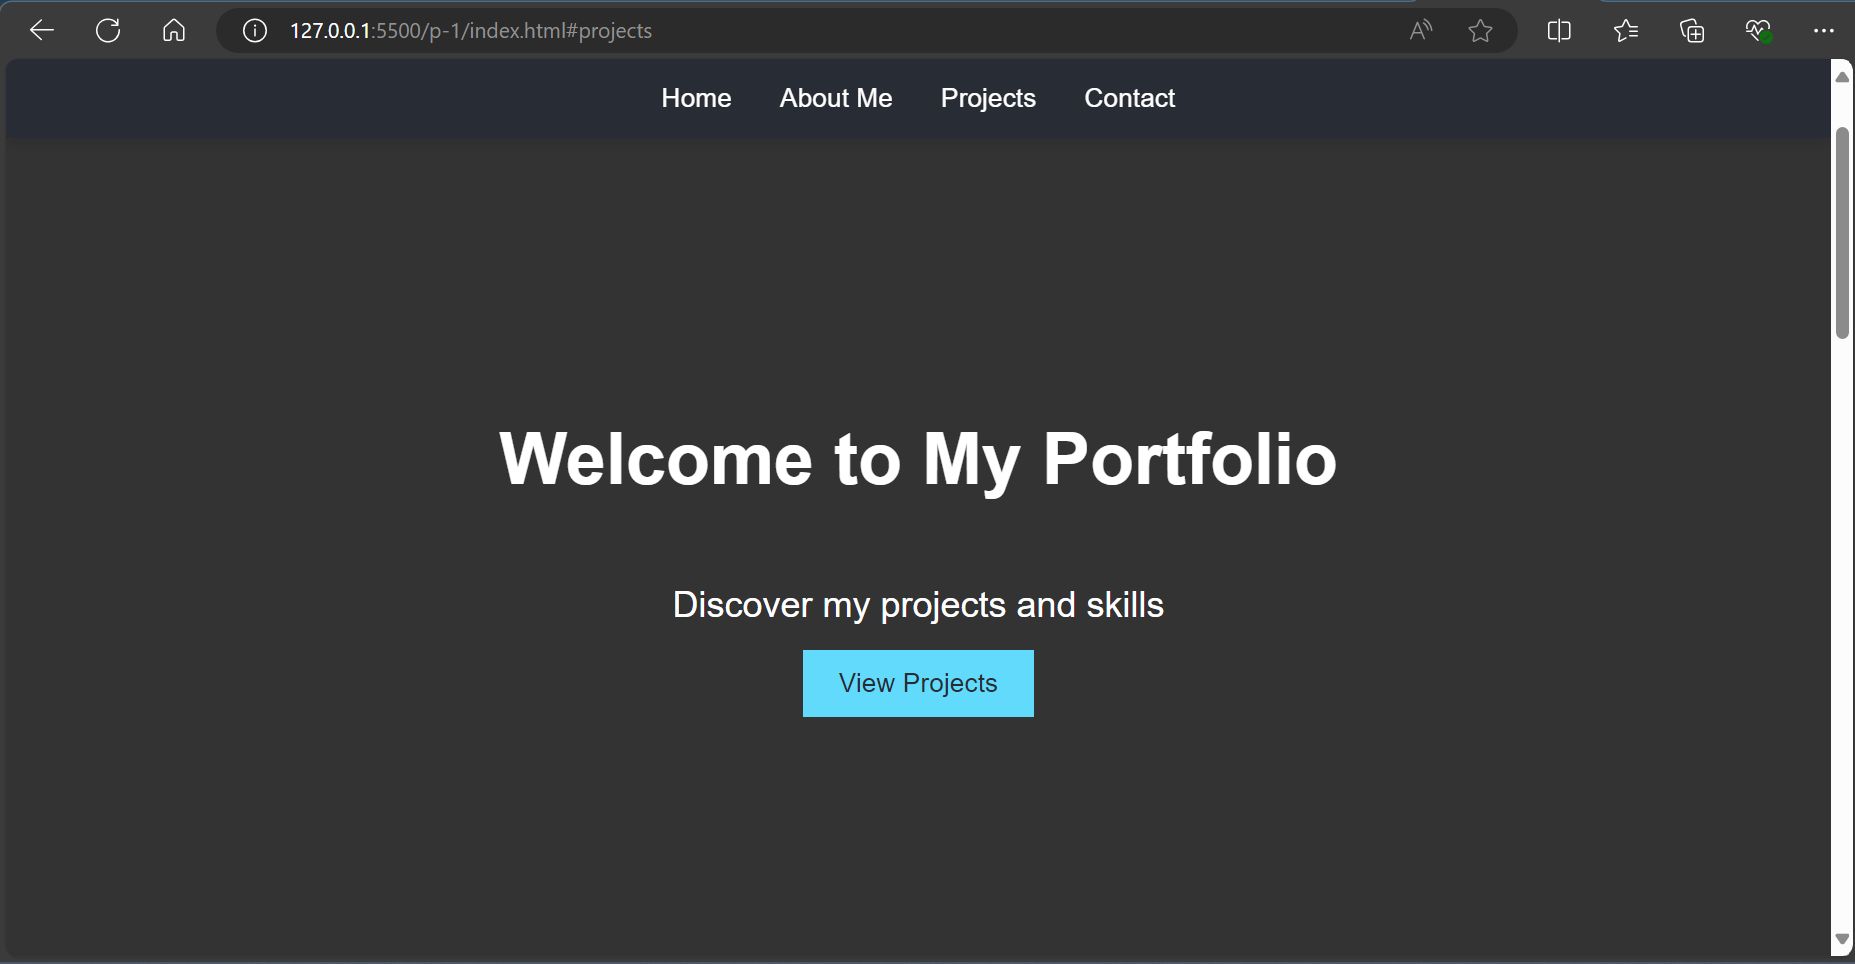 127.0.0.1:5500/p-1/index.html#projects
Home About Me Projects Contact
Welcome to My Portfolio
Discover my projects and skills
View Projects